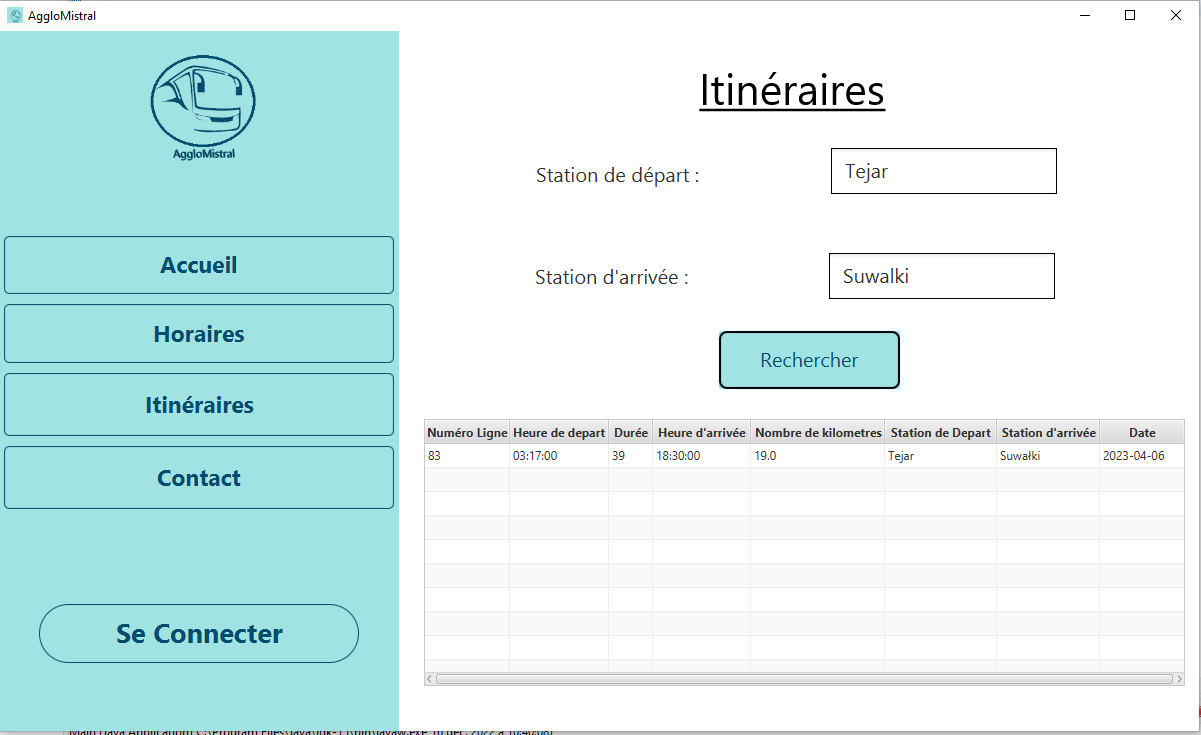 AggloMistral
AggloMistral
Accueil
Horaires
Itinéraires
Contact
Se Connecter
Itinéraires
Station de départ :
Tejar
Station d'arrivée :
Suwalki
Rechercher
Numéro Ligne Heure de depart Durée Heure d'arrivée Nombre de kilometres Station de Depart Station d'arrivée Date
83 03:17:00 39 18:30:00 19.0 Tejar Suwałki 2023-04-06